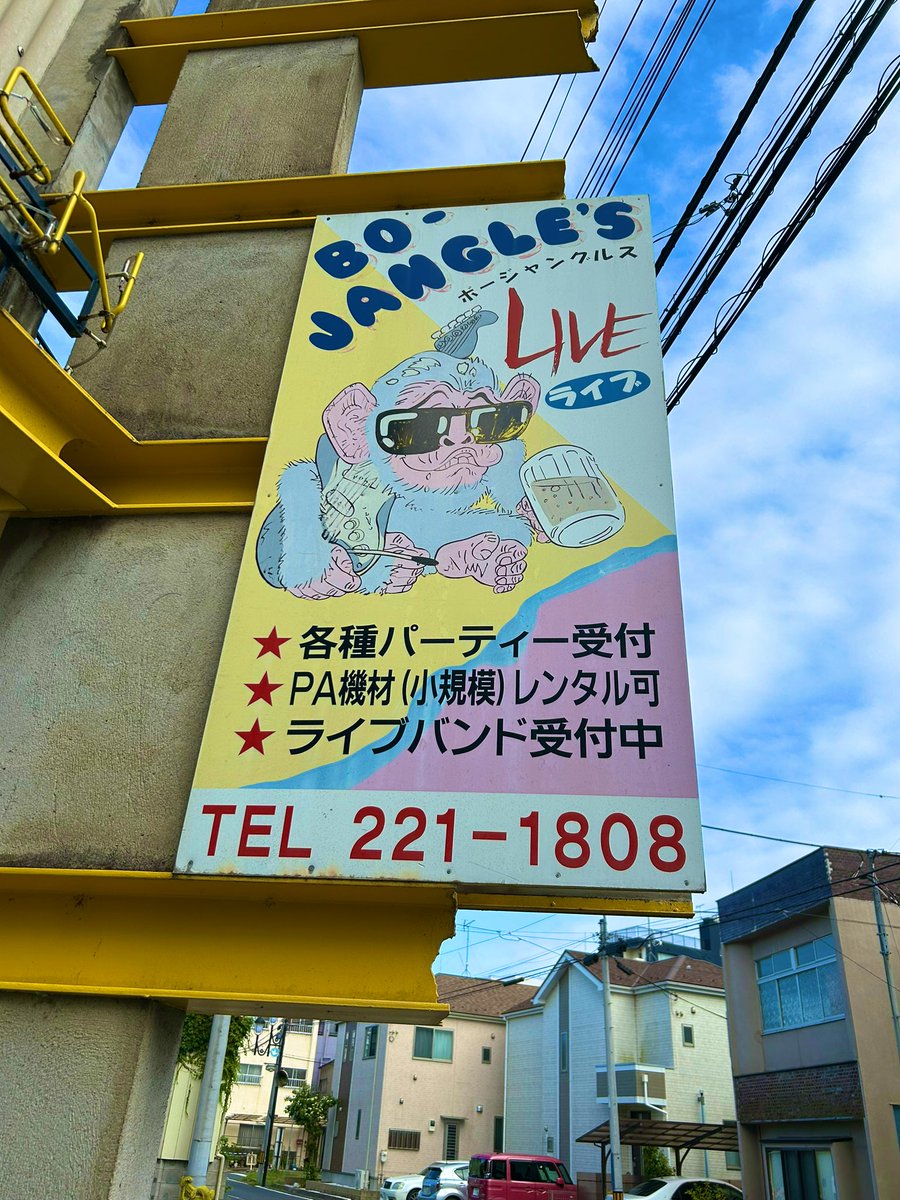 BO-
JANGLE'S
ボージャングルス
LIVE
ライブ
★各種パーティー受付
★PA機材(小規模)レンタル可
★ライブバンド受付中
TEL 221-1808